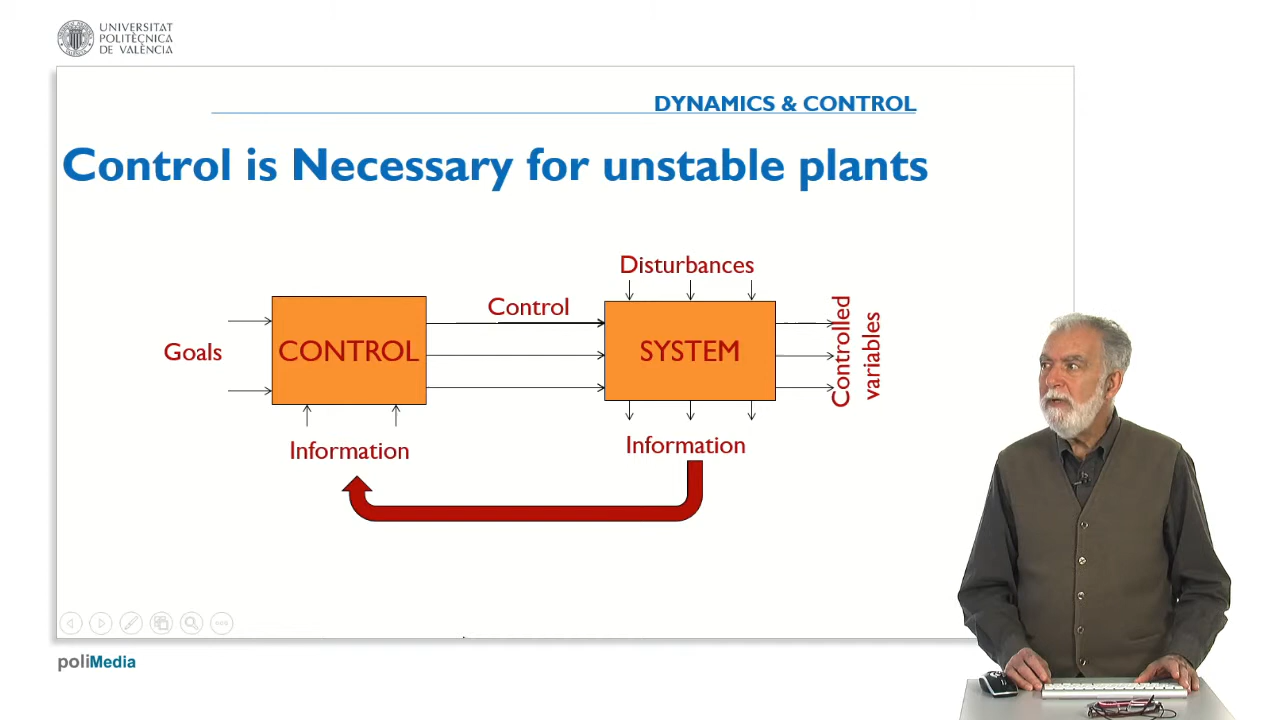 UNIVERSITAT
POLITÈCNICA
DE VALÈNCIA
DYNAMICS & CONTROL
Control is Necessary for unstable plants
Disturbances
Control
Goals
CONTROL
SYSTEM
Controlled
variables
Information
Information
poliMedia